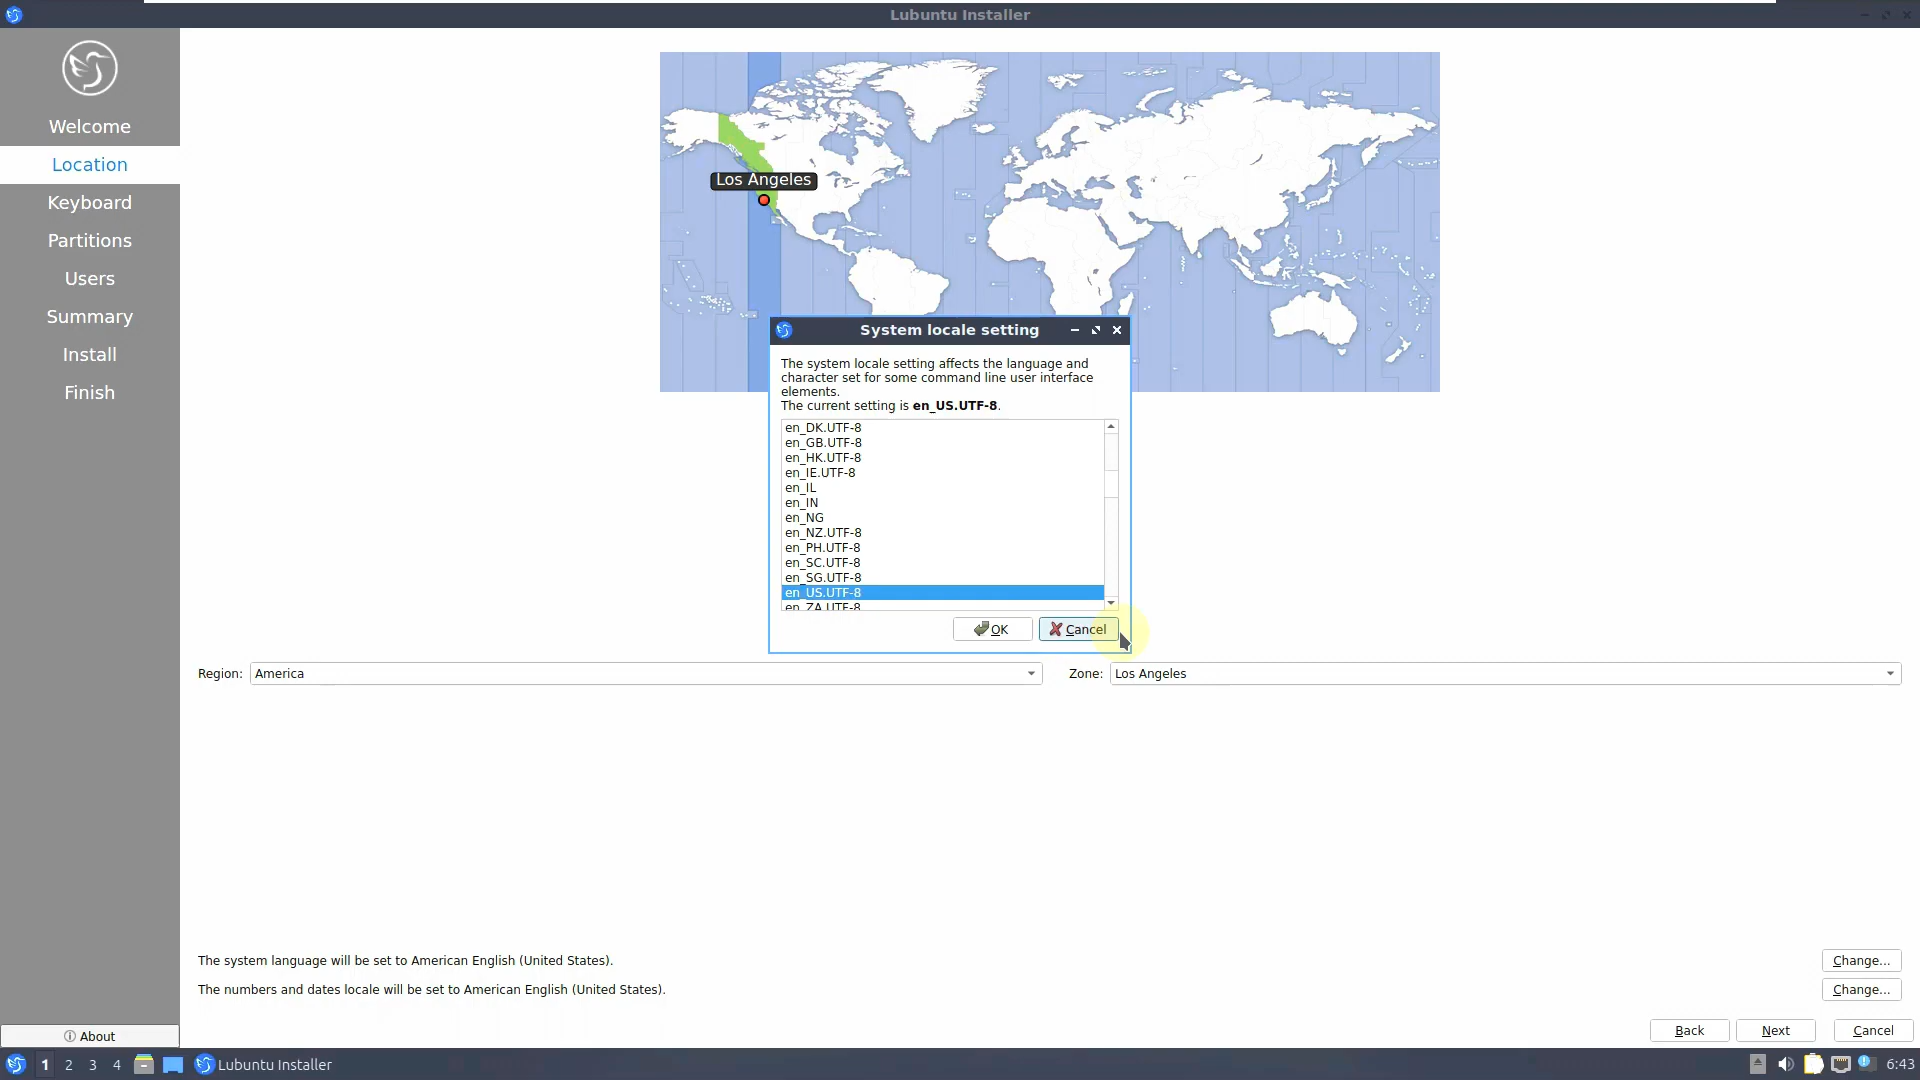 Lubuntu Installer
Welcome
Location
Keyboard
Partitions
Users
Summary
Install
Finish
Los Angeles
System locale setting
The system locale setting affects the language and
character set for some command line user interface
elements.
The current setting is en_US.UTF-8.
en_DK.UTF-8
en_GB.UTF-8
en_HK.UTF-8
en_IE.UTF-8
en_IL
en_IN
en_NG
en_NZ.UTF-8
en_PH.UTF-8
en_SC.UTF-8
en_SG.UTF-8
en_US.UTF-8
en_ZA.UTF-8
OK
Cancel
Region: America
Zone: Los Angeles
The system language will be set to American English (United States).
Change...
The numbers and dates locale will be set to American English (United States).
Change...
Back
Next
Cancel
About
1 2 3 4 Lubuntu Installer
6:43